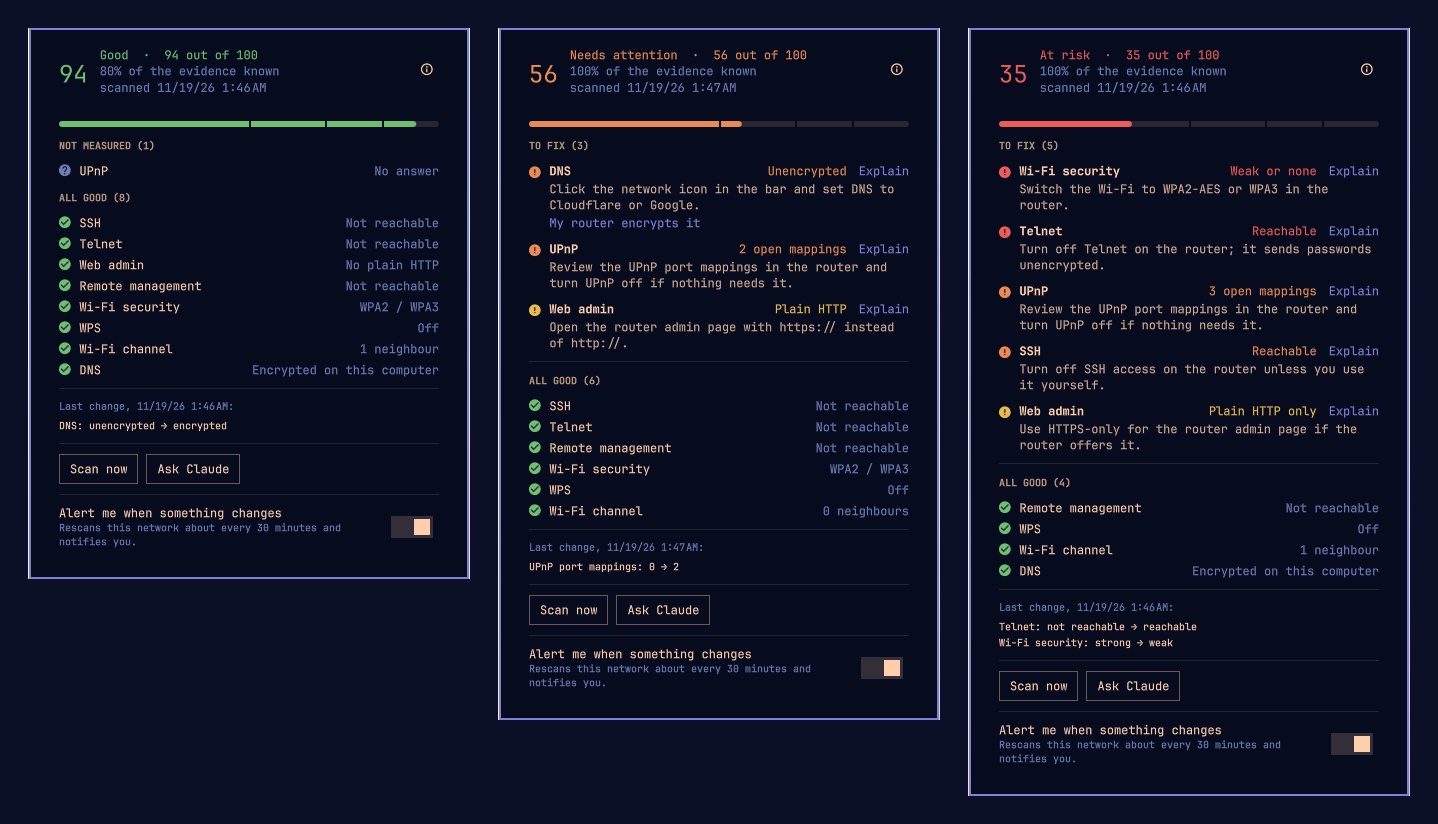 94
Good · 94 out of 100
80% of the evidence known
scanned 11/19/26 1:46AM
NOT MEASURED (1)
UPnP No answer
ALL GOOD (8)
SSH Not reachable
Telnet Not reachable
Web admin No plain HTTP
Remote management Not reachable
Wi-Fi security WPA2 / WPA3
WPS Off
Wi-Fi channel 1 neighbour
DNS Encrypted on this computer
Last change, 11/19/26 1:46AM:
DNS: unencrypted → encrypted
Scan now Ask Claude
Alert me when something changes
Rescans this network about every 30 minutes and
notifies you.
56
Needs attention · 56 out of 100
100% of the evidence known
scanned 11/19/26 1:47AM
TO FIX (3)
DNS Unencrypted Explain
Click the network icon in the bar and set DNS to
Cloudflare or Google.
My router encrypts it
UPnP 2 open mappings Explain
Review the UPnP port mappings in the router and
turn UPnP off if nothing needs it.
Web admin Plain HTTP Explain
Open the router admin page with https:// instead
of http://.
ALL GOOD (6)
SSH Not reachable
Telnet Not reachable
Remote management Not reachable
Wi-Fi security WPA2 / WPA3
WPS Off
Wi-Fi channel 0 neighbours
Last change, 11/19/26 1:47AM:
UPnP port mappings: 0 → 2
Scan now Ask Claude
Alert me when something changes
Rescans this network about every 30 minutes and
notifies you.
35
At risk · 35 out of 100
100% of the evidence known
scanned 11/19/26 1:46AM
TO FIX (5)
Wi-Fi security Weak or none Explain
Switch the Wi-Fi to WPA2-AES or WPA3 in the
router.
Telnet Reachable Explain
Turn off Telnet on the router; it sends passwords
unencrypted.
UPnP 3 open mappings Explain
Review the UPnP port mappings in the router and
turn UPnP off if nothing needs it.
SSH Reachable Explain
Turn off SSH access on the router unless you use
it yourself.
Web admin Plain HTTP only Explain
Use HTTPS-only for the router admin page if the
router offers it.
ALL GOOD (4)
Remote management Not reachable
WPS Off
Wi-Fi channel 1 neighbour
DNS Encrypted on this computer
Last change, 11/19/26 1:46AM:
Telnet: not reachable → reachable
Wi-Fi security: strong → weak
Scan now Ask Claude
Alert me when something changes
Rescans this network about every 30 minutes and
notifies you.